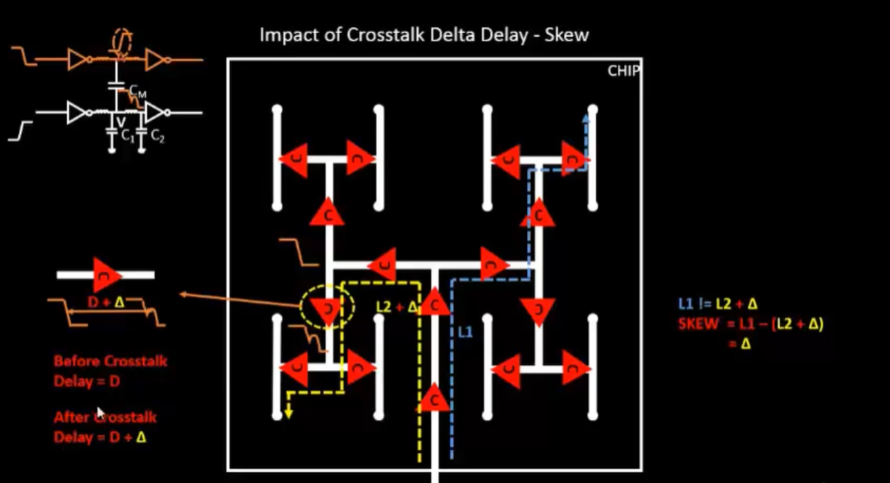 Impact of Crosstalk Delta Delay - Skew
CHIP
C_M
V
C_1
C_2
C
C
C
C
C
C
C
C
C
C
C
C
C
C
D + Δ
L2 + Δ
L1
L1 != L2 + Δ
SKEW = L1 – (L2 + Δ)
= Δ
Before Crosstalk
Delay = D
After Crosstalk
Delay = D + Δ